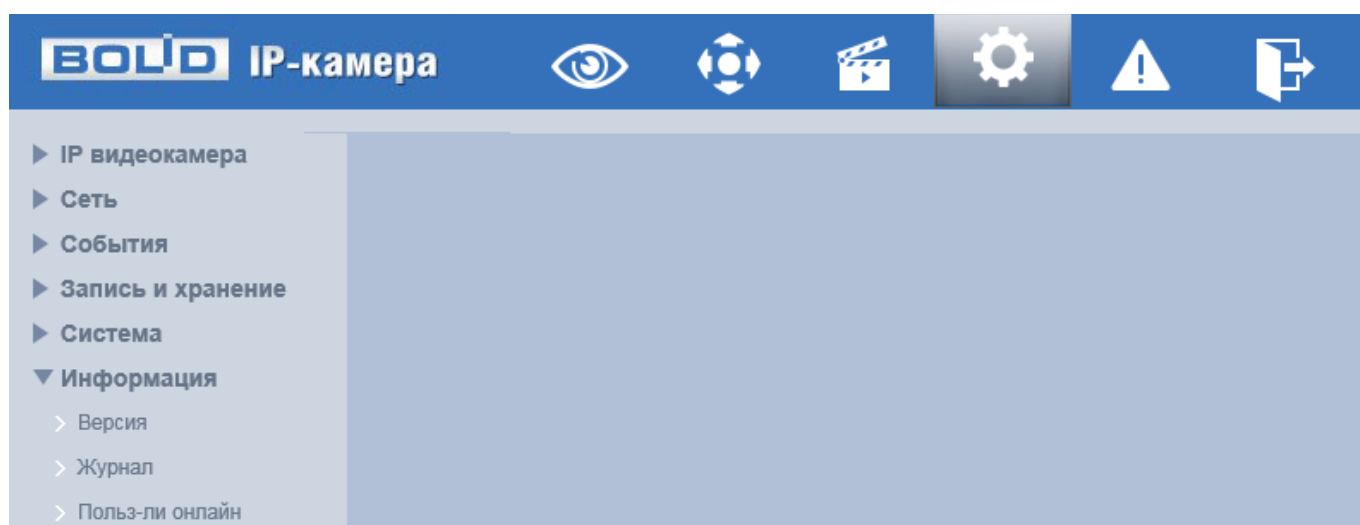 BOLID IP-камера
IP видеокамера
Сеть
События
Запись и хранение
Система
Информация
Версия
Журнал
Польз-ли онлайн